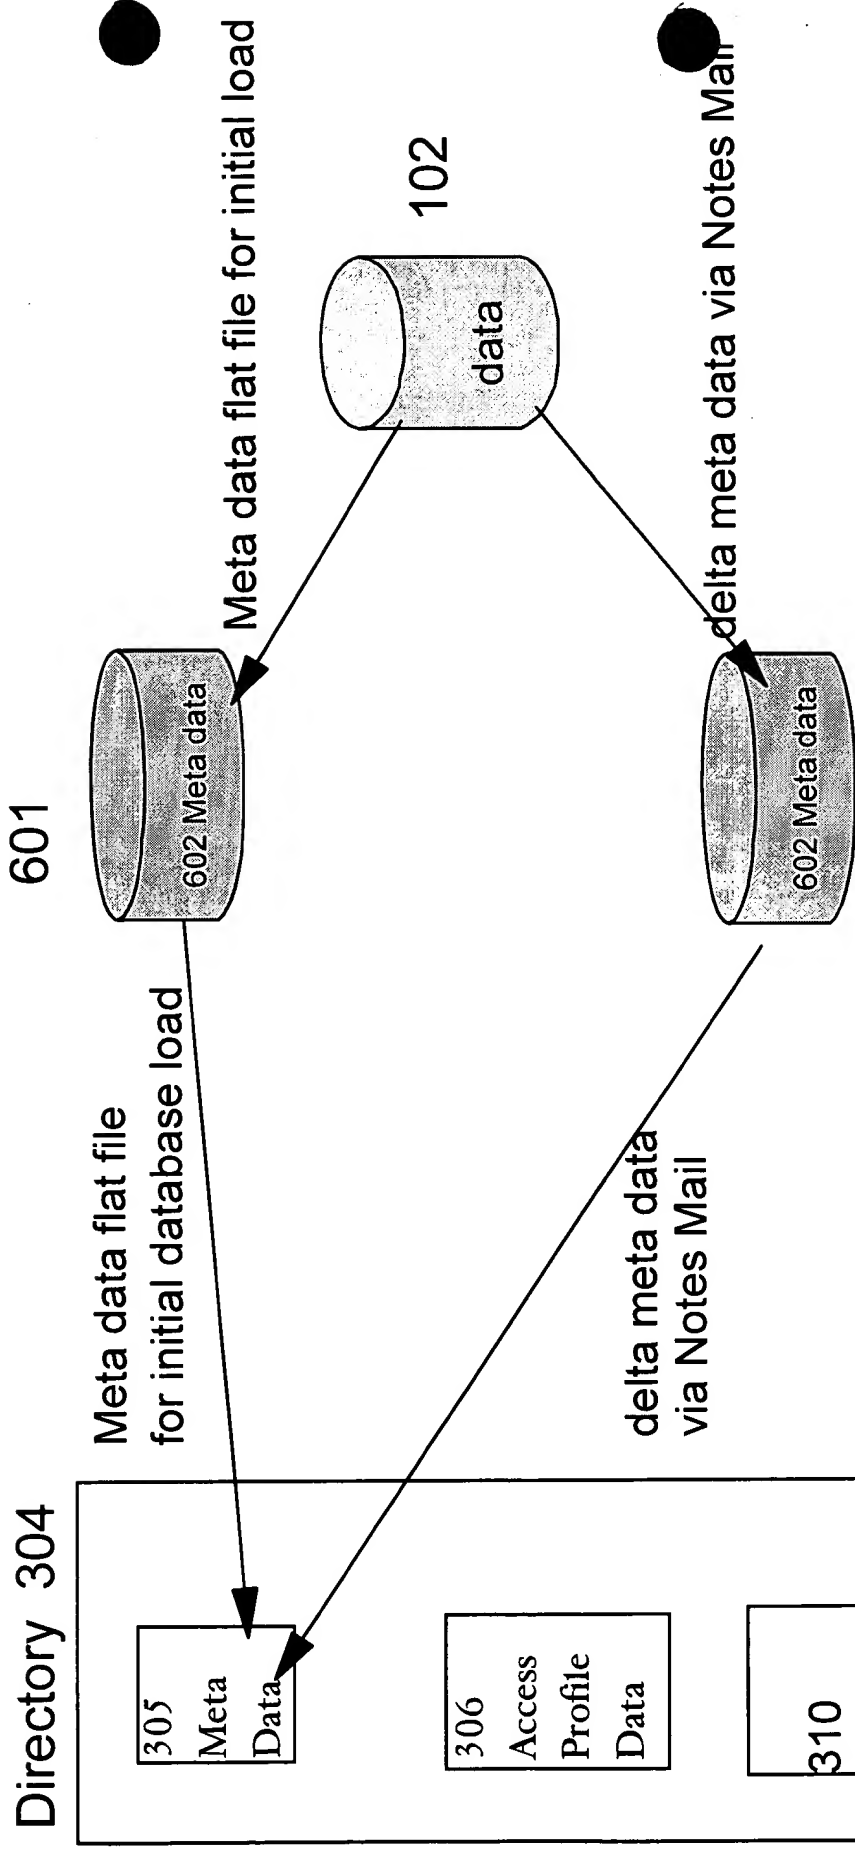 Directory 304
601
305
Meta
Data
Meta data flat file
for initial database load
602 Meta data
Meta data flat file for initial load
306
Access
Profile
Data
data
102
310
delta meta data
via Notes Mail
602 Meta data
delta meta data via Notes Mail